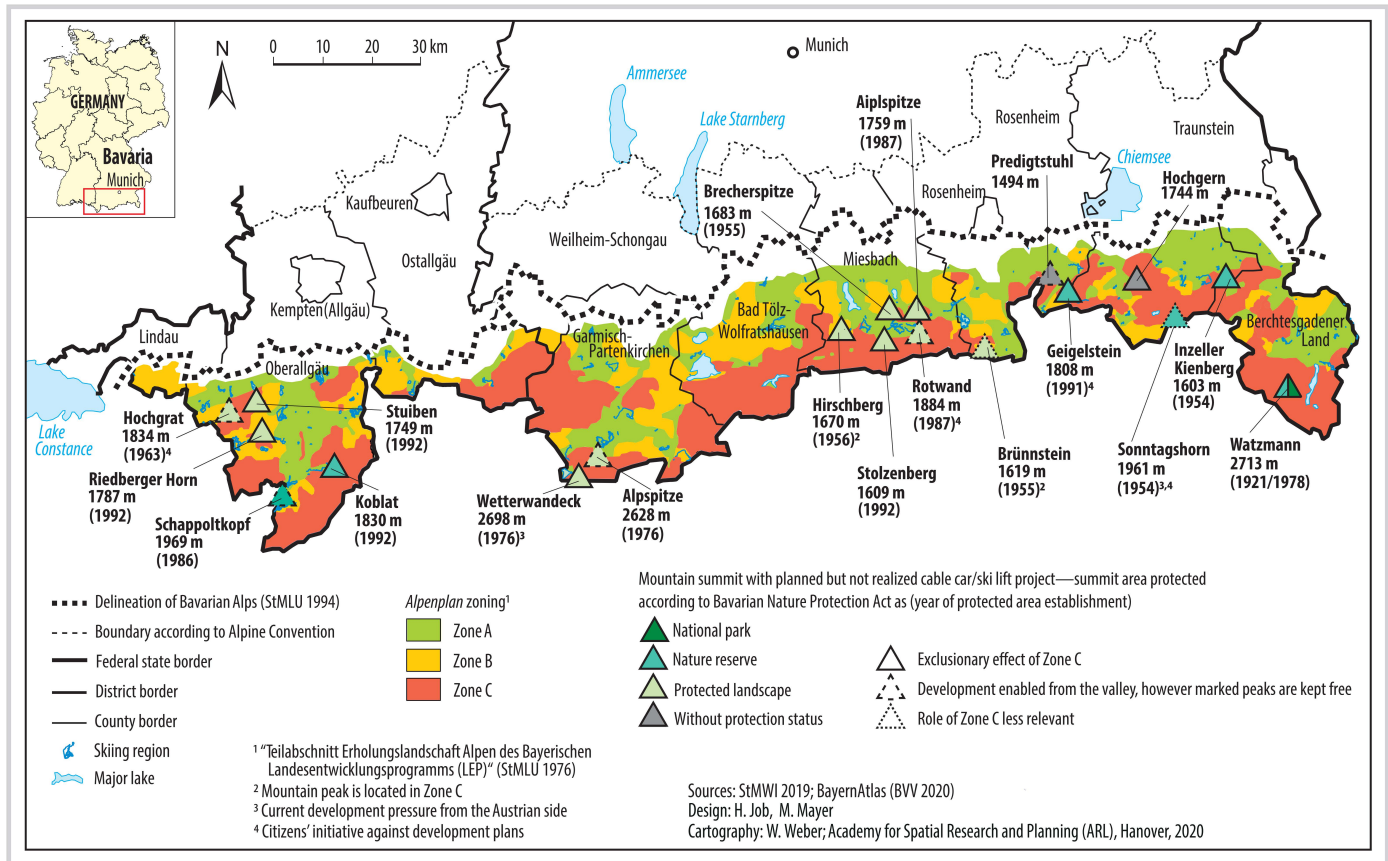 GERMANY
Bavaria
Munich
N
0 10 20 30 km
Munich
Ammersee
Lake Starnberg
Aiplspitze
1759 m
(1987)
Rosenheim
Traunstein
Predigtstuhl
1494 m
Chiemsee
Hochgern
1744 m
Brecherspitze
1683 m
(1955)
Rosenheim
Kaufbeuren
Weilheim-Schongau
Ostallgäu
Miesbach
Kempten (Allgäu)
Lindau
Bad Tölz-
Wolfratshausen
Garmisch-
Partenkirchen
Berchtesgadener
Land
Oberallgäu
Lake
Constance
Hochgrat
1834 m
(1963)⁴
Stuiben
1749 m
(1992)
Riedberger Horn
1787 m
(1992)
Schappoltkopf
1969 m
(1986)
Koblat
1830 m
(1992)
Wetterwandeck
2698 m
(1976)³
Alpspitze
2628 m
(1976)
Hirschberg
1670 m
(1956)²
Stolzenberg
1609 m
(1992)
Rotwand
1884 m
(1987)⁴
Brünnstein
1619 m
(1955)²
Geigelstein
1808 m
(1991)⁴
Sonntagshorn
1961 m
(1954)³,⁴
Inzeller
Kienberg
1603 m
(1954)
Watzmann
2713 m
(1921/1978)
Delineation of Bavarian Alps (StMLU 1994)
Boundary according to Alpine Convention
Federal state border
District border
County border
Skiing region
Major lake
Alpenplan zoning¹
Zone A
Zone B
Zone C
Mountain summit with planned but not realized cable car/ski lift project—summit area protected
according to Bavarian Nature Protection Act as (year of protected area establishment)
National park
Nature reserve
Protected landscape
Without protection status
Exclusionary effect of Zone C
Development enabled from the valley, however marked peaks are kept free
Role of Zone C less relevant
¹ "Teilabschnitt Erholungslandschaft Alpen des Bayerischen
Landesentwicklungsprogramms (LEP)" (StMLU 1976)
² Mountain peak is located in Zone C
³ Current development pressure from the Austrian side
⁴ Citizens' initiative against development plans
Sources: StMWI 2019; BayernAtlas (BVV 2020)
Design: H. Job, M. Mayer
Cartography: W. Weber; Academy for Spatial Research and Planning (ARL), Hanover, 2020